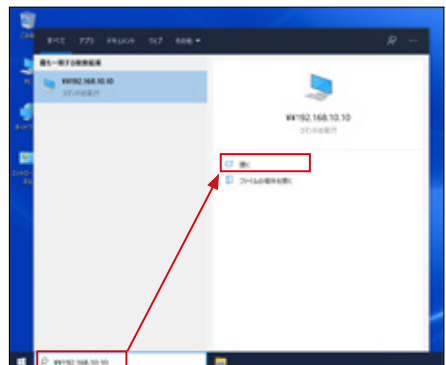 すべて アプリ ドキュメント ウェブ その他 ▼
最も一致する検索結果
¥¥192.168.10.10
コマンドの実行
¥¥192.168.10.10
コマンドの実行
開く
ファイルの場所を開く
¥¥192.168.10.10